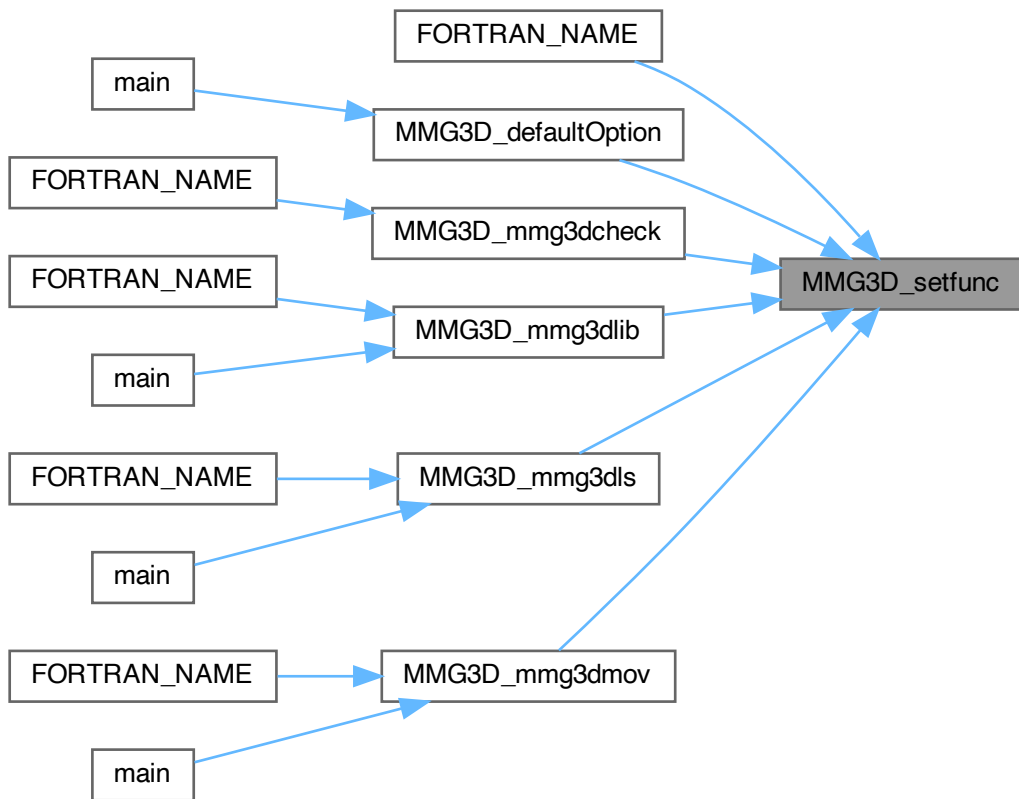 FORTRAN_NAME
main
MMG3D_defaultOption
FORTRAN_NAME
MMG3D_mmg3dcheck
FORTRAN_NAME
MMG3D_setfunc
MMG3D_mmg3dlib
main
FORTRAN_NAME
MMG3D_mmg3dls
main
FORTRAN_NAME
MMG3D_mmg3dmov
main